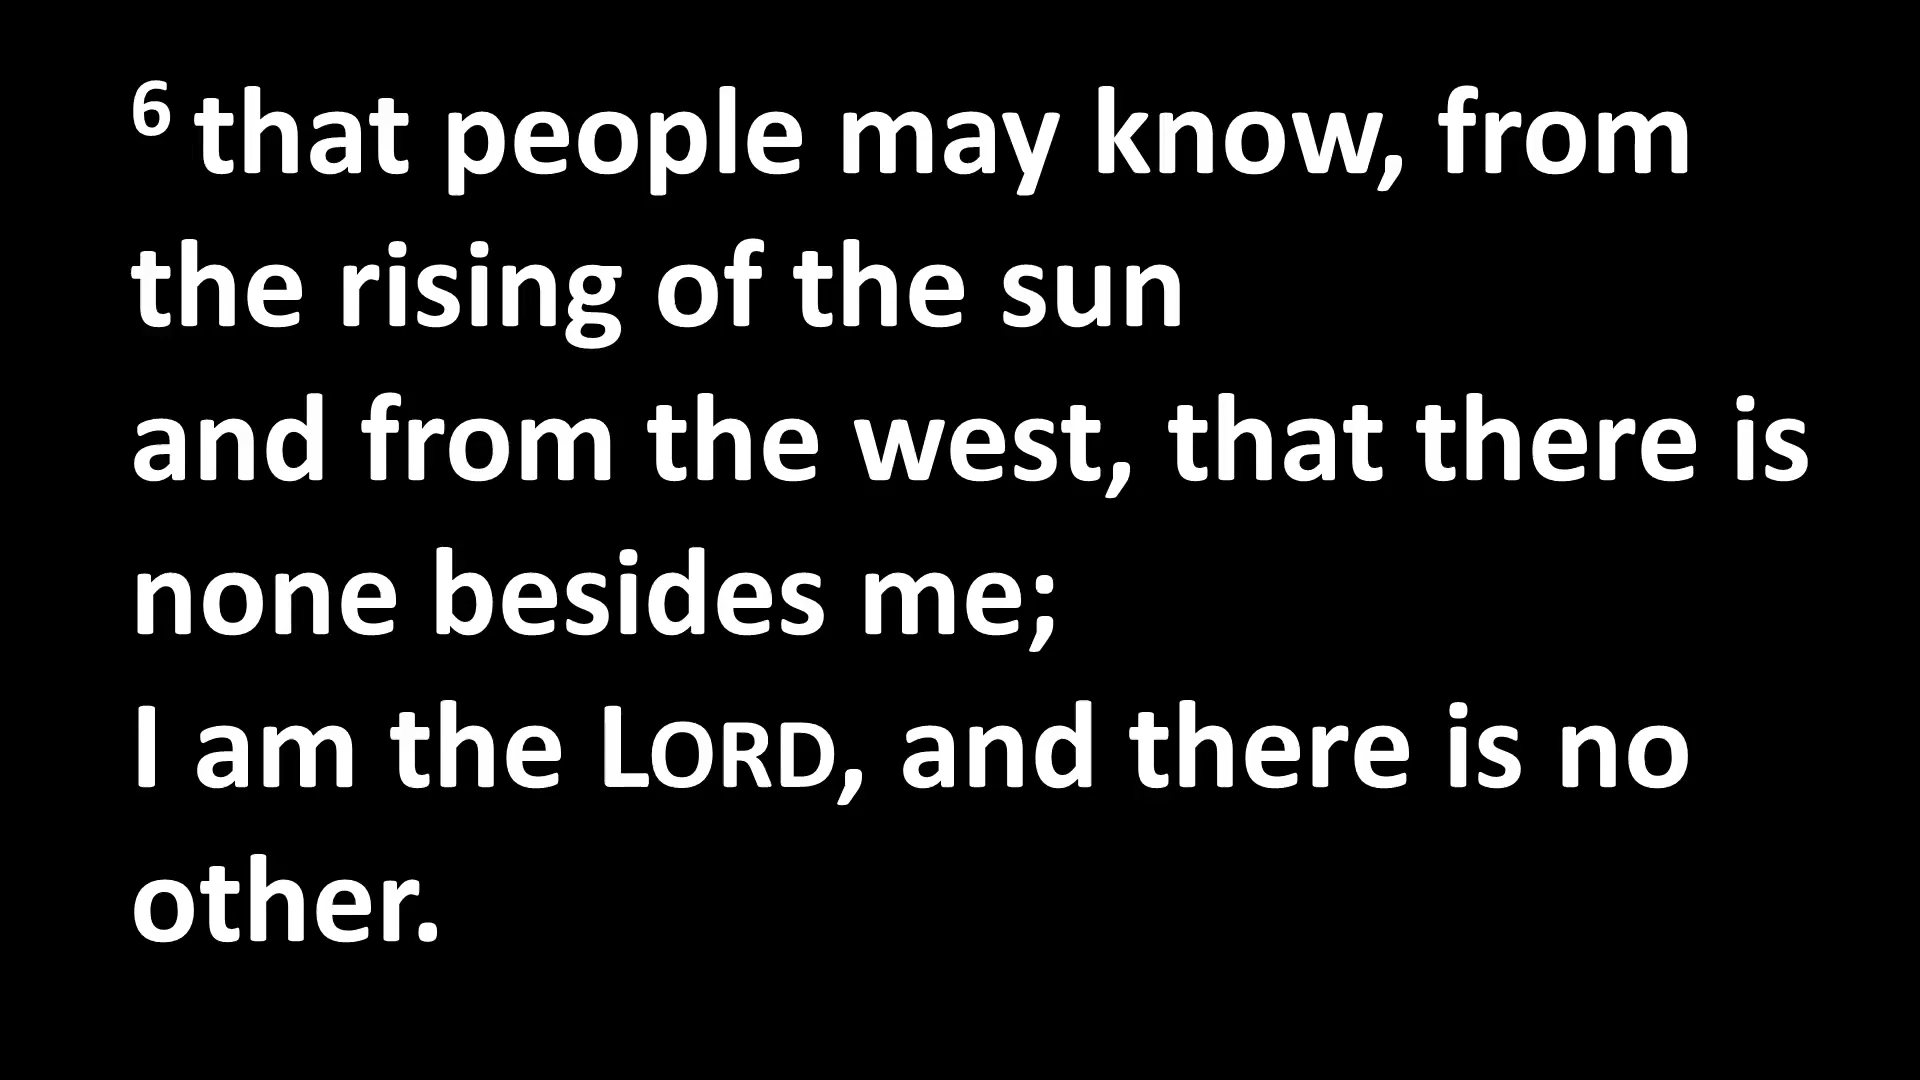 6 that people may know, from
the rising of the sun
and from the west, that there is
none besides me;
I am the LORD, and there is no
other.